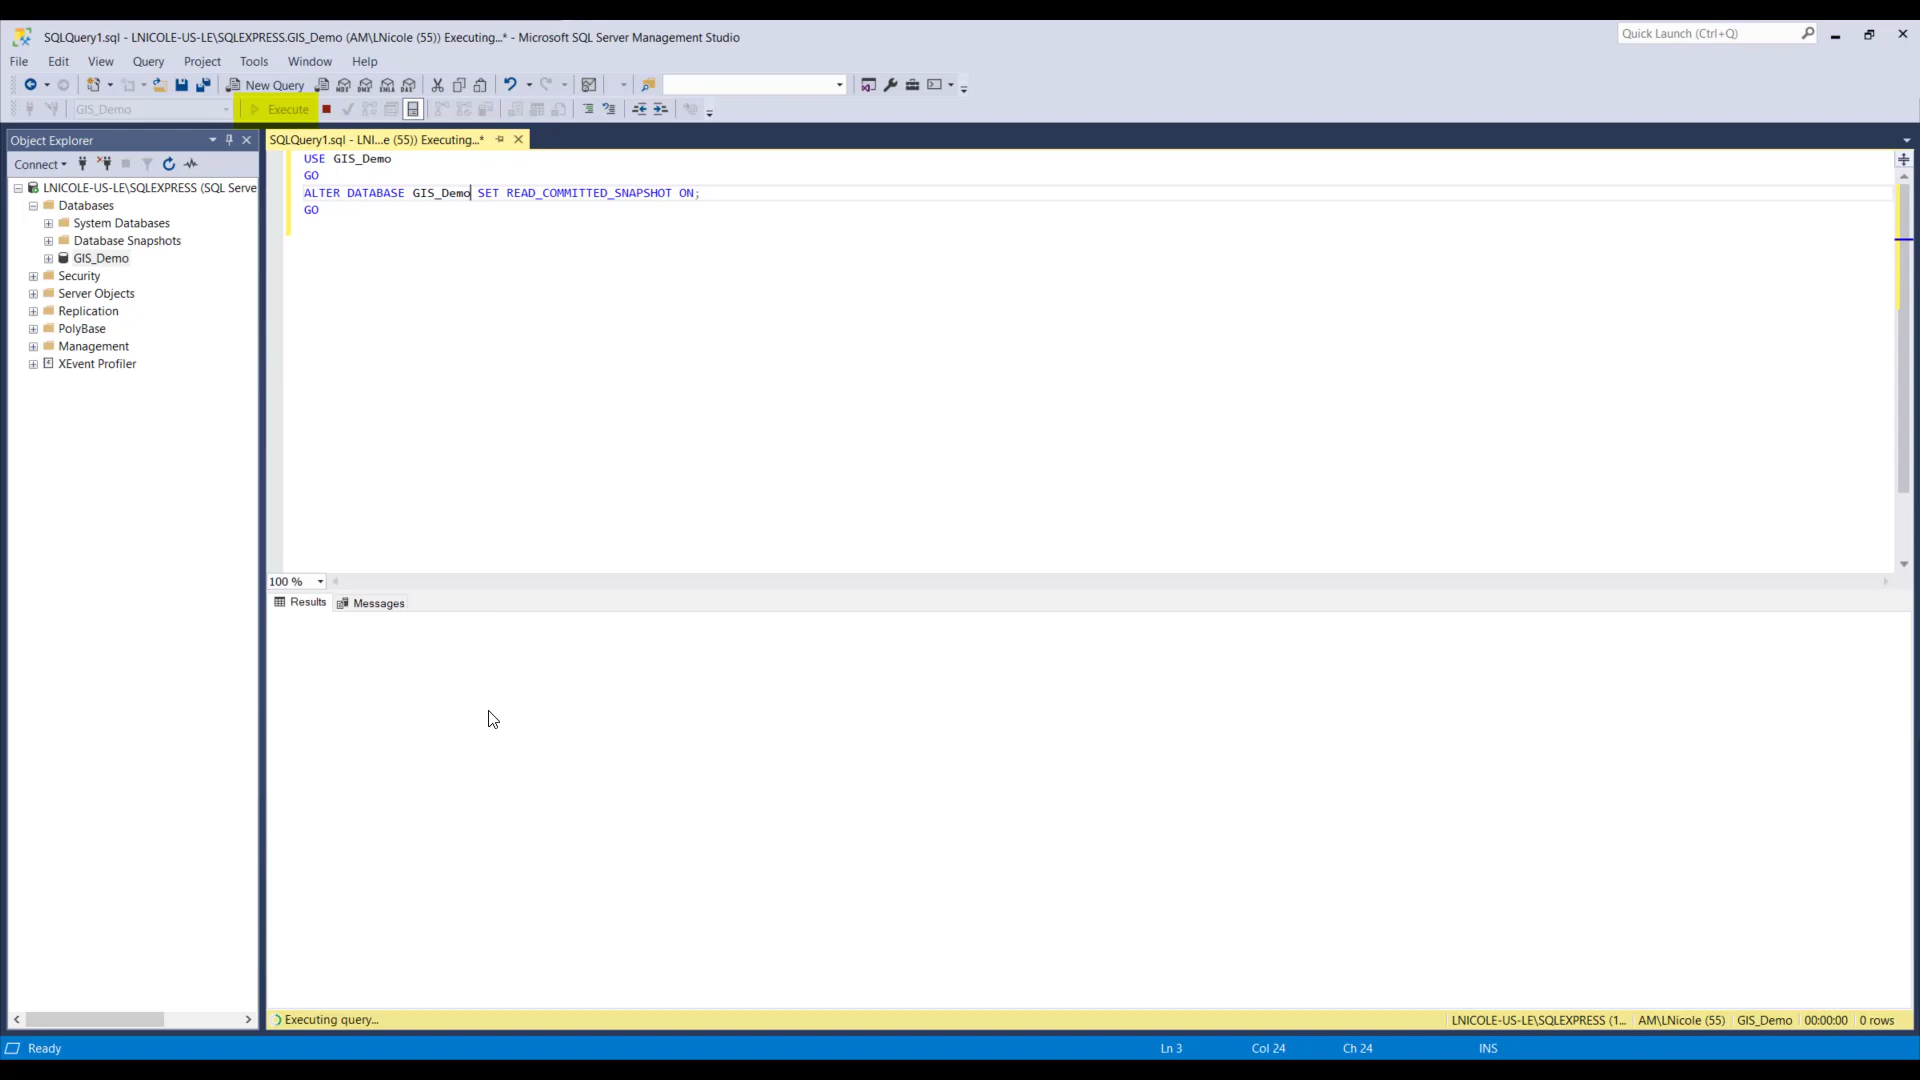 SQLQuery1.sql - LNICOLE-US-LE\SQLEXPRESS.GIS_Demo (AM\LNicole (55)) Executing...* - Microsoft SQL Server Management Studio
Quick Launch (Ctrl+Q)
File Edit View Query Project Tools Window Help
New Query
GIS_Demo
Execute
Object Explorer
SQLQuery1.sql - LNI...e (55)) Executing...*
Connect
LNICOLE-US-LE\SQLEXPRESS (SQL Serve
Databases
System Databases
Database Snapshots
GIS_Demo
Security
Server Objects
Replication
PolyBase
Management
XEvent Profiler
USE GIS_Demo
GO
ALTER DATABASE GIS_Demo SET READ_COMMITTED_SNAPSHOT ON;
GO
100 %
Results Messages
Executing query...
LNICOLE-US-LE\SQLEXPRESS (1... AM\LNicole (55) GIS_Demo 00:00:00 0 rows
Ready
Ln 3 Col 24 Ch 24 INS